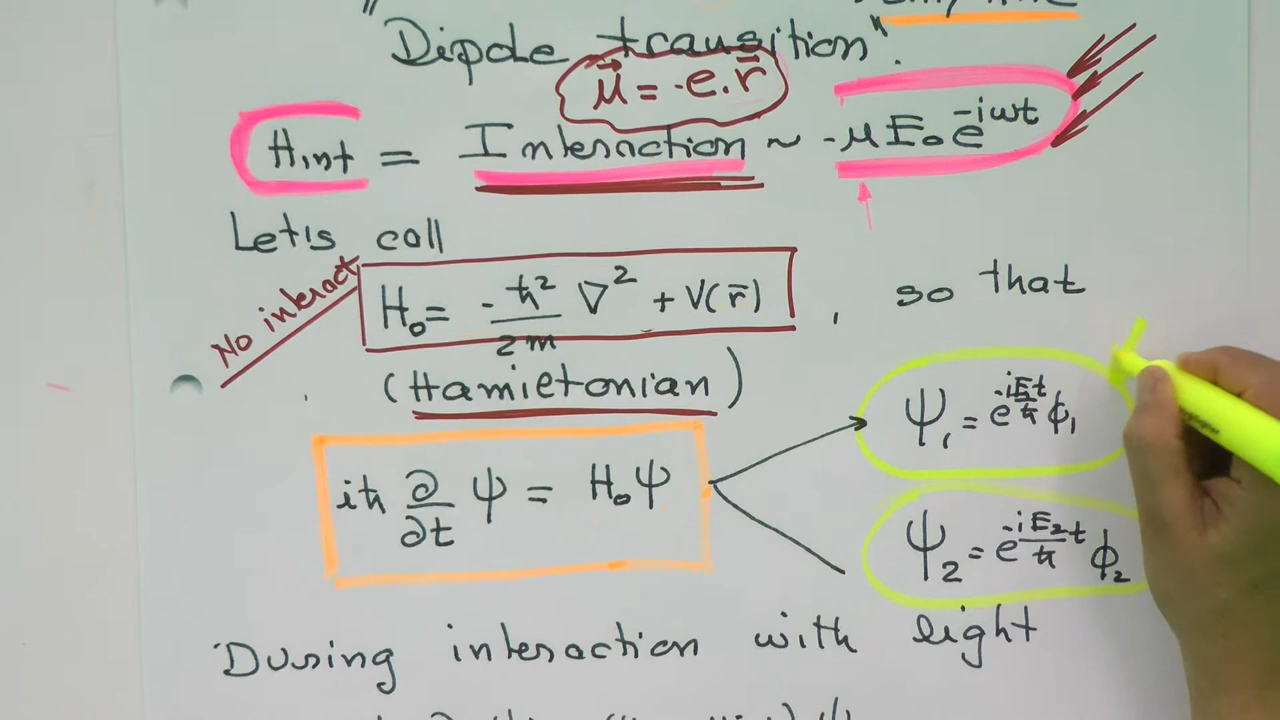 "Dipole transition".
μ⃗ = -e.r⃗
Hint = Interaction ~ -μE₀e^-iωt
Let's call
No interact
H₀ = -ħ²/2m ∇² + V(r̄) , so that
(Hamietonian)
ψ₁ = e^-iE₁t/ħ ϕ₁
iħ ∂/∂t ψ = H₀ψ
ψ₂ = e^-iE₂t/ħ ϕ₂
During interaction with light